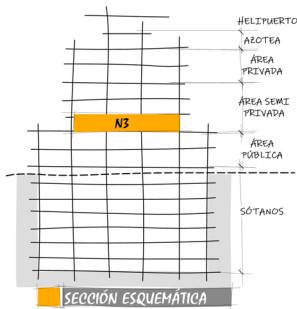 HELIPUERTO
AZOTEA
ÁREA
PRIVADA
ÁREA SEMI
PRIVADA
N3
ÁREA
PÚBLICA
SÓTANOS
SECCIÓN ESQUEMÁTICA